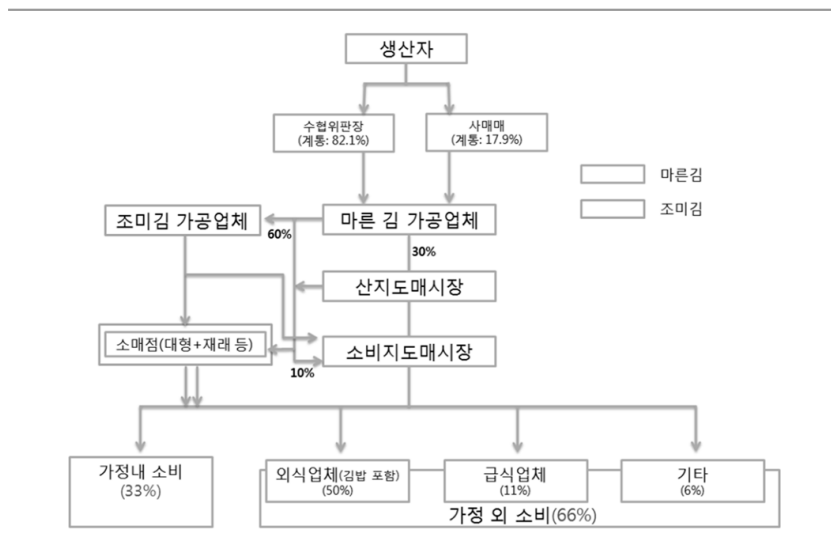 생산자
수협위판장
(계통: 82.1%)
사매매
(계통: 17.9%)
마른김
조미김
조미김 가공업체
마른 김 가공업체
60%
30%
산지도매시장
소매점(대형+재래 등)
소비지도매시장
10%
가정내 소비
(33%)
외식업체(김밥 포함)
(50%)
급식업체
(11%)
기타
(6%)
가정 외 소비(66%)